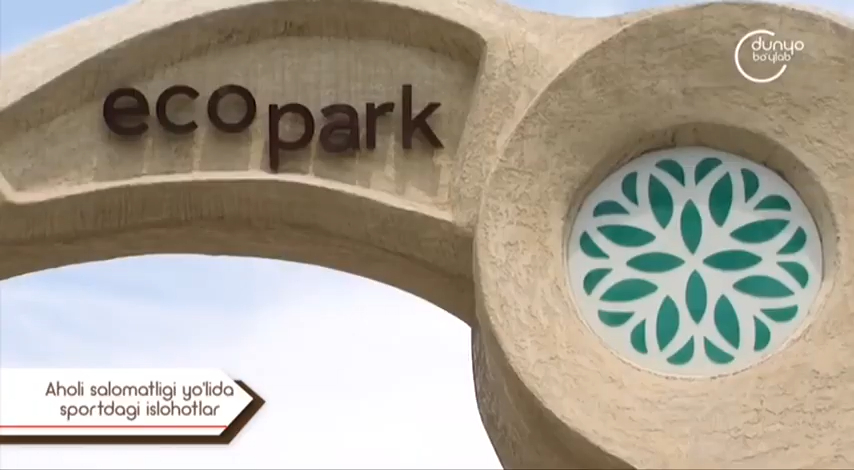 dunyo
bo'ylab
ecopark
Aholi salomatligi yo'lida
sportdagi islohotlar